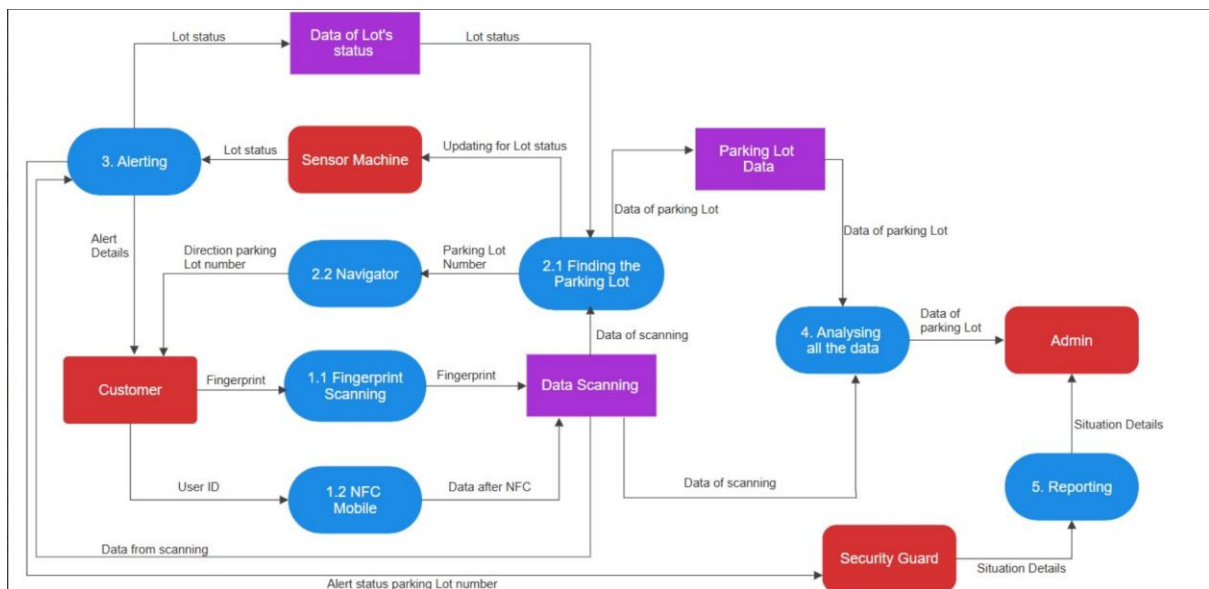 Lot status
Data of Lot's
status
Lot status
3. Alerting
Lot status
Sensor Machine
Updating for Lot status
Parking Lot
Data
Data of parking Lot
Alert
Details
Direction parking
Lot number
2.2 Navigator
Parking Lot
Number
2.1 Finding the
Parking Lot
Data of parking Lot
Data of scanning
4. Analysing
all the data
Data of
parking Lot
Admin
Customer
Fingerprint
1.1 Fingerprint
Scanning
Fingerprint
Data Scanning
Situation Details
User ID
1.2 NFC
Mobile
Data after NFC
Data of scanning
5. Reporting
Data from scanning
Security Guard
Situation Details
Alert status parking Lot number